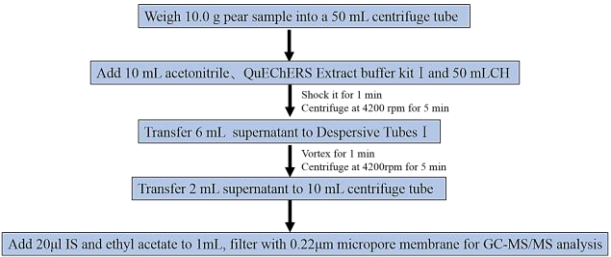 Weigh 10.0 g pear sample into a 50 mL centrifuge tube
Add 10 mL acetonitrile、QuEChERS Extract buffer kitⅠand 50 mLCH
Shock it for 1 min
Centrifuge at 4200 rpm for 5 min
Transfer 6 mL supernatant to Despersive TubesⅠ
Vortex for 1 min
Centrifuge at 4200rpm for 5 min
Transfer 2 mL supernatant to 10 mL centrifuge tube
Add 20μl IS and ethyl acetate to 1mL, filter with 0.22μm micropore membrane for GC-MS/MS analysis